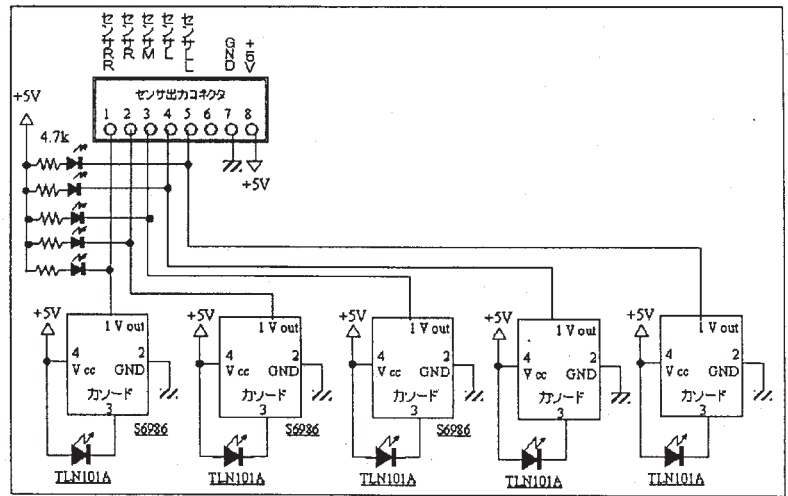 センサRR
センサR
センサM
センサL
センサLL
GND
+5V
センサ出力コネクタ
1 2 3 4 5 6 7 8
+5V
4.7k
+5V
+5V
1 V out
4
2
V cc
GND
カソード
3
S6986
TLN101A
+5V
1 V out
4
2
V cc
GND
カソード
3
S6986
TLN101A
+5V
1 V out
4
2
V cc
GND
カソード
3
S6986
TLN101A
+5V
1 V out
4
2
V cc
GND
カソード
3
TLN101A
+5V
1 V out
4
2
V cc
GND
カソード
3
TLN101A